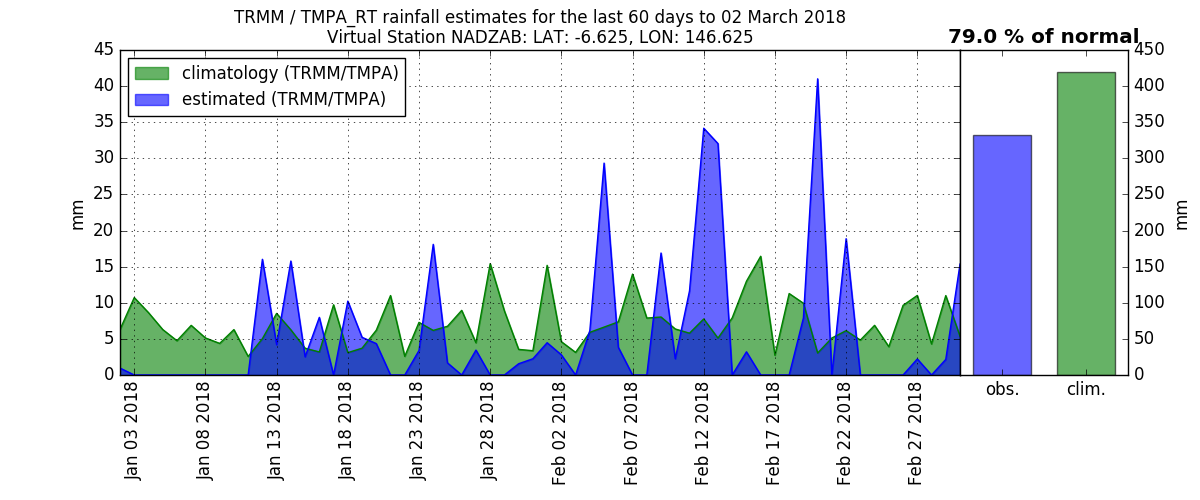 TRMM / TMPA_RT rainfall estimates for the last 60 days to 02 March 2018
Virtual Station NADZAB: LAT: -6.625, LON: 146.625
79.0 % of normal
climatology (TRMM/TMPA)
estimated (TRMM/TMPA)
45
40
35
30
25
20
15
10
5
0
mm
450
400
350
300
250
200
150
100
50
0
mm
Jan 03 2018
Jan 08 2018
Jan 13 2018
Jan 18 2018
Jan 23 2018
Jan 28 2018
Feb 02 2018
Feb 07 2018
Feb 12 2018
Feb 17 2018
Feb 22 2018
Feb 27 2018
obs.
clim.